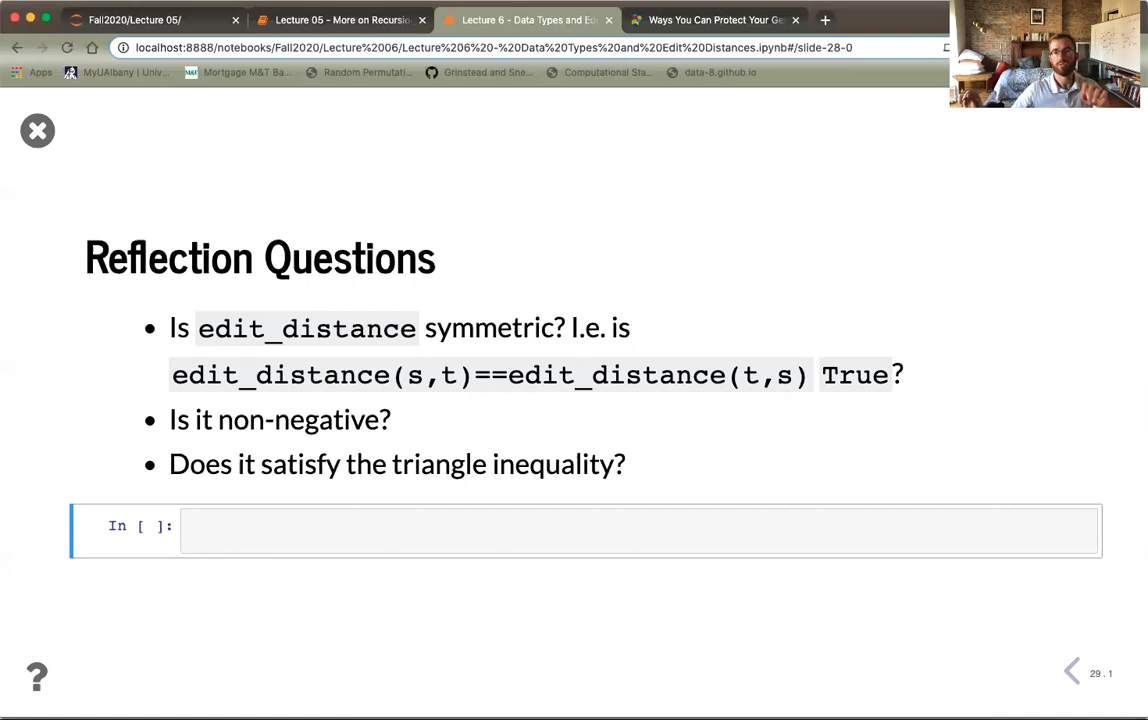 Fall2020/Lecture 05/
Lecture 05 - More on Recursio
Lecture 6 - Data Types and Ed
Ways You Can Protect Your Ge
localhost:8888/notebooks/Fall2020/Lecture%2006/Lecture%206%20-%20Data%20Types%20and%20Edit%20Distances.ipynb#/slide-28-0
Apps
MyUAlbany | Univ...
Mortgage M&T Ba...
Random Permutati...
Grinstead and Sne...
Computational Sta...
data-8.github.io
Reflection Questions
• Is edit_distance symmetric? I.e. is
edit_distance(s,t)==edit_distance(t,s) True?
• Is it non-negative?
• Does it satisfy the triangle inequality?
In [ ]:
?
29.1